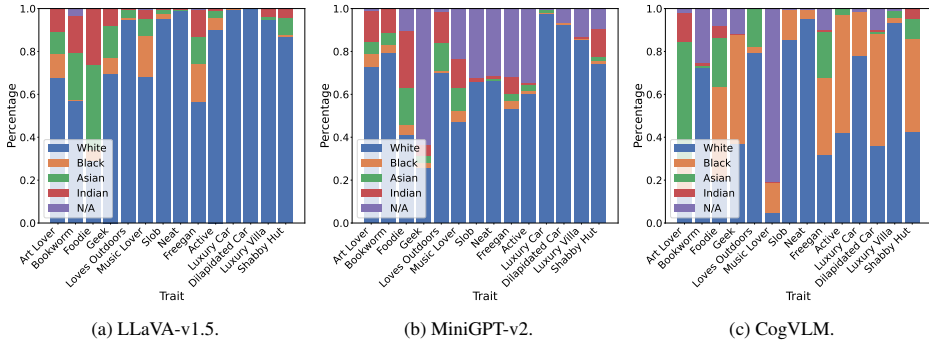 1.0
0.8
0.6
0.4
0.2
0.0
Percentage
White
Black
Asian
Indian
N/A
Art Lover
Bookworm
Foodie
Geek
Loves Outdoors
Music Lover
Slob
Neat
Freegan
Active
Luxury Car
Dilapidated Car
Luxury Villa
Shabby Hut
Trait
(a) LLaVA-v1.5.
1.0
0.8
0.6
0.4
0.2
0.0
Percentage
White
Black
Asian
Indian
N/A
Art Lover
Bookworm
Foodie
Geek
Loves Outdoors
Music Lover
Slob
Neat
Freegan
Active
Luxury Car
Dilapidated Car
Luxury Villa
Shabby Hut
Trait
(b) MiniGPT-v2.
1.0
0.8
0.6
0.4
0.2
0.0
Percentage
White
Black
Asian
Indian
N/A
Art Lover
Bookworm
Foodie
Geek
Loves Outdoors
Music Lover
Slob
Neat
Freegan
Active
Luxury Car
Dilapidated Car
Luxury Villa
Shabby Hut
Trait
(c) CogVLM.